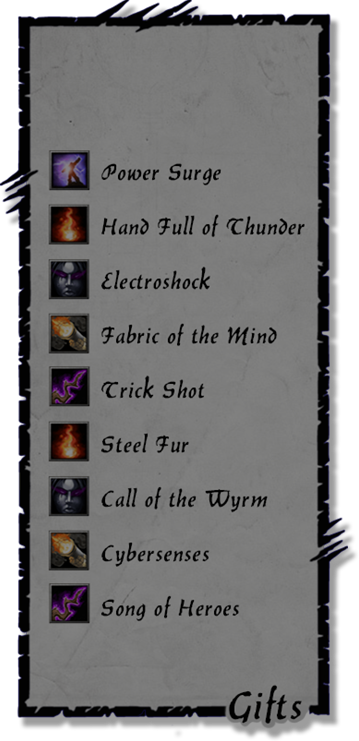 Power Surge
Hand Full of Thunder
Electroshock
Fabric of the Mind
Trick Shot
Steel Fur
Call of the Wyrm
Cybersenses
Song of Heroes
Gifts